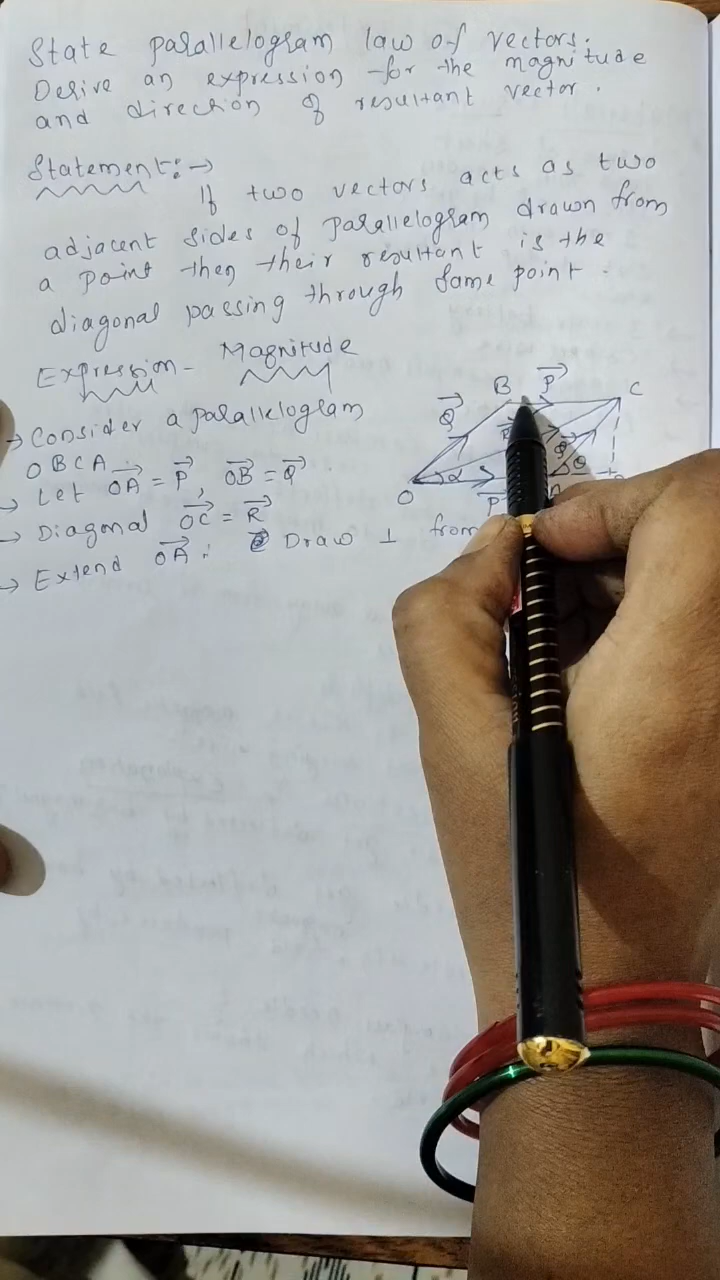 State parallelogram law of vectors.
Derive an expression for the magnitude
and direction of resultant vector.
Statement:→
If two vectors acts as two
adjacent sides of parallelogram drawn from
a point then their resultant is the
diagonal passing through same point.
Expression - Magnitude
→ Consider a parallelogram
OBCA
→ Let OA⃗ = P⃗, OB⃗ = Q⃗.
→ Diagonal OC⃗ = R⃗
→ Extend OA⃗. Draw ⊥ from
B P⃗ C
Q⃗ Q⃗
O α P⃗ A θ